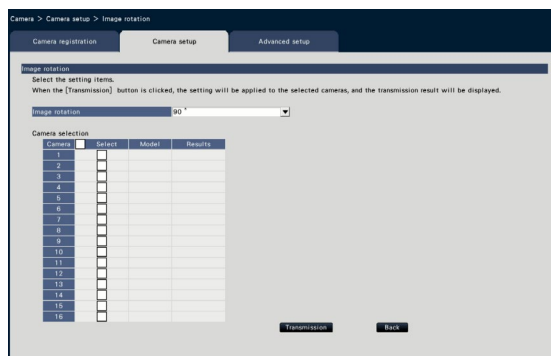 Camera > Camera setup > Image rotation
Camera registration Camera setup Advanced setup
Image rotation
Select the setting items.
When the [Transmission] button is clicked, the setting will be applied to the selected cameras, and the transmission result will be displayed.
Image rotation 90 °
Camera selection
Camera Select Model Results
1
2
3
4
5
6
7
8
9
10
11
12
13
14
15
16
Transmission Back